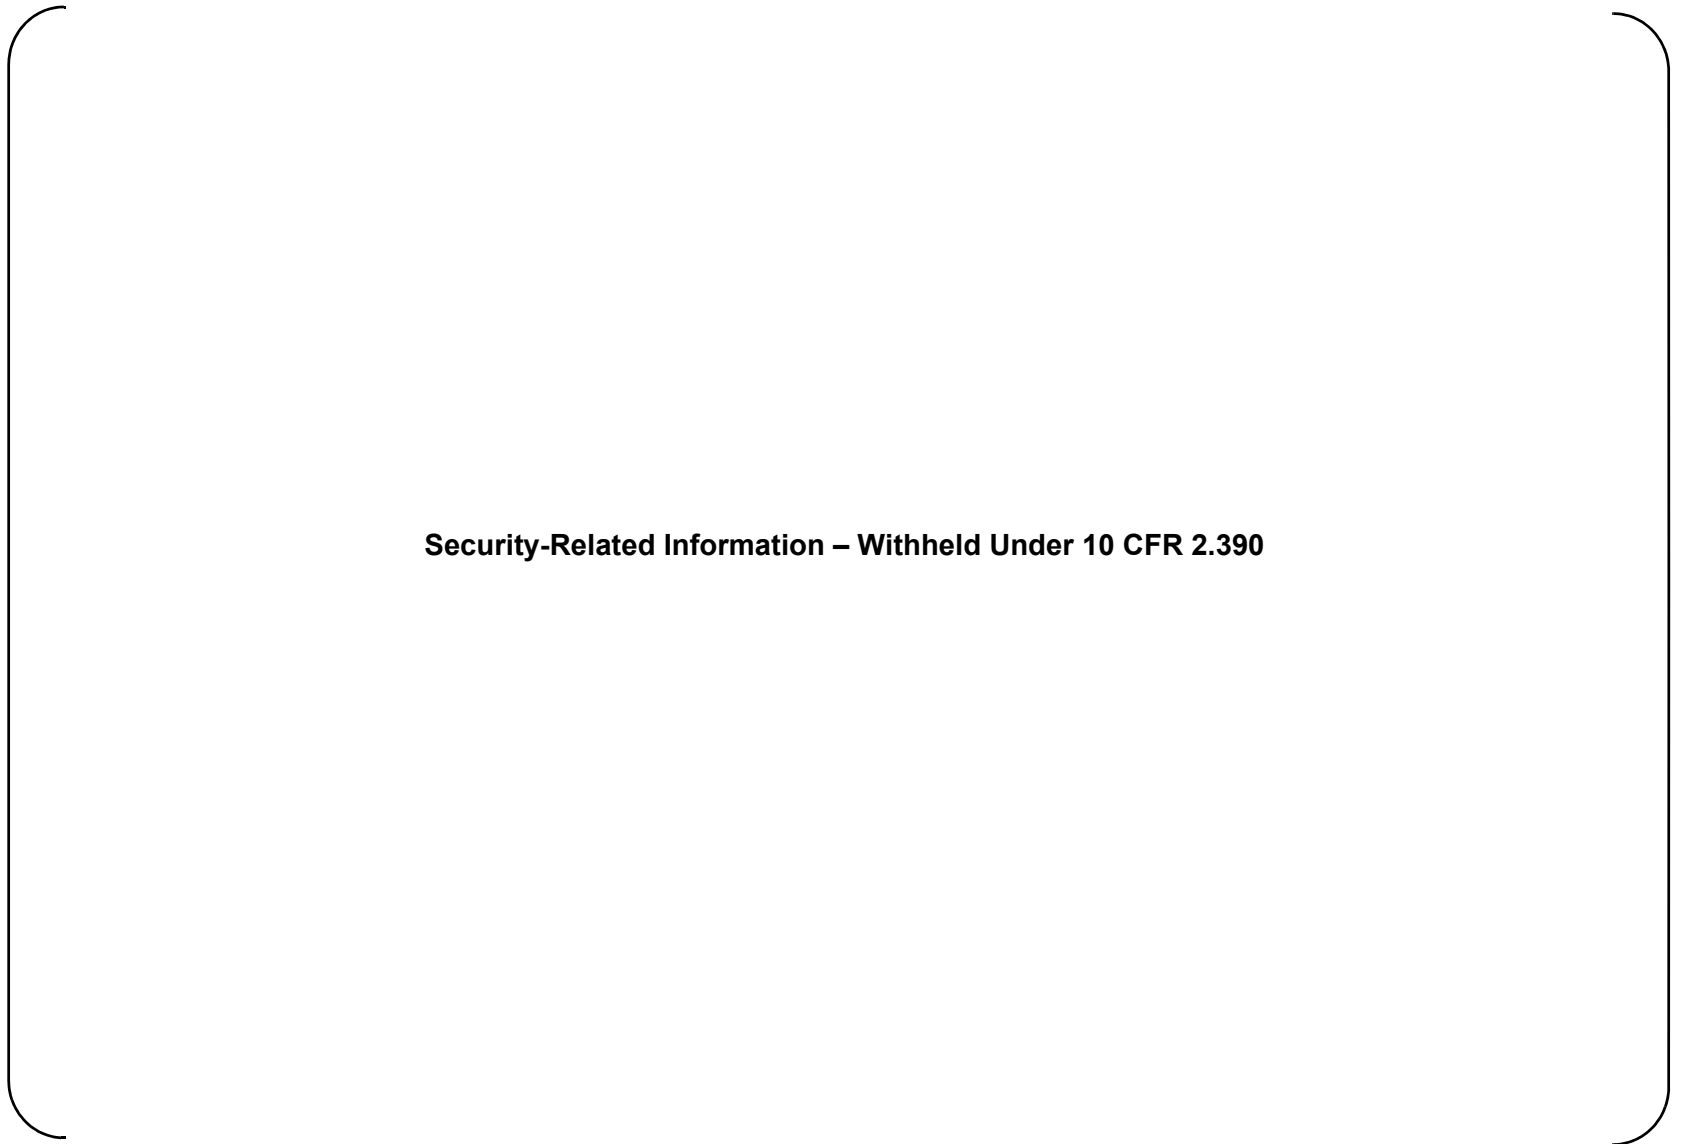 Security-Related Information – Withheld Under 10 CFR 2.390